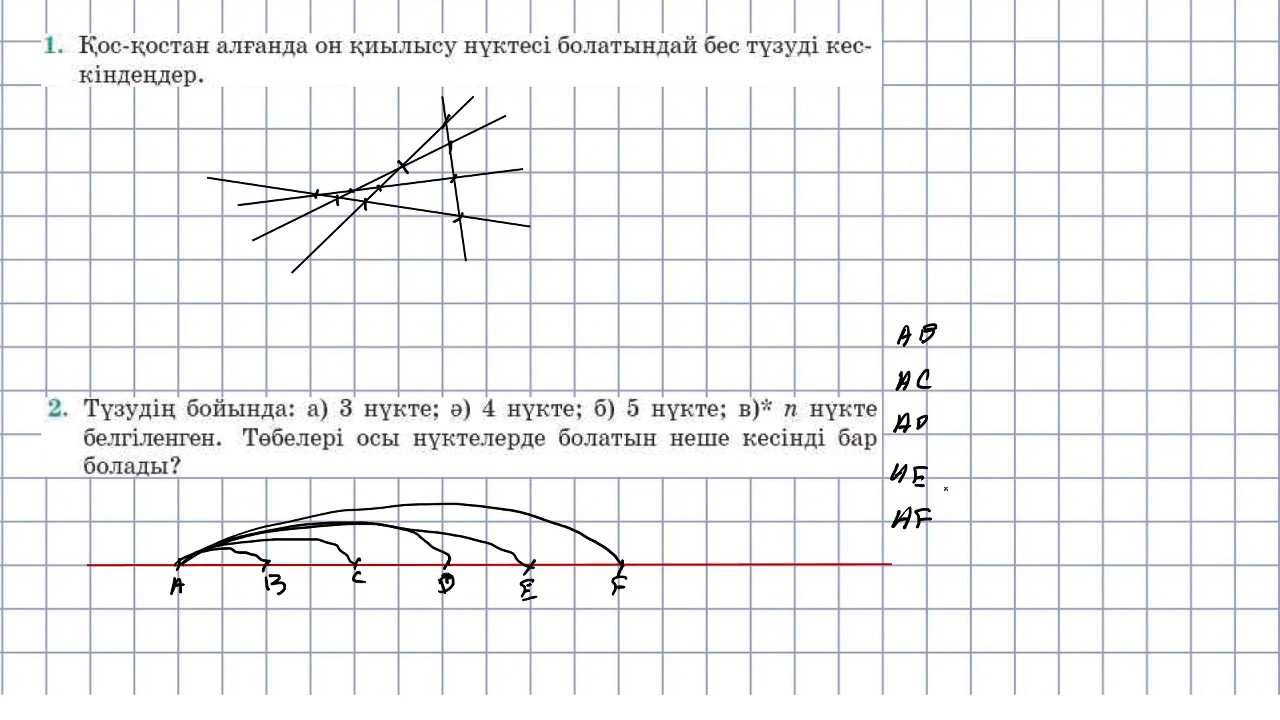 1. Қос-қостан алғанда он қиылысу нүктесі болатындай бес түзуді кес-
кіндеңдер.
AB
AC
AD
2. Түзудің бойында: а) 3 нүкте; ә) 4 нүкте; б) 5 нүкте; в)* n нүкте
белгіленген. Төбелері осы нүктелерде болатын неше кесінді бар
болады?
AE
AF
A B C D E F